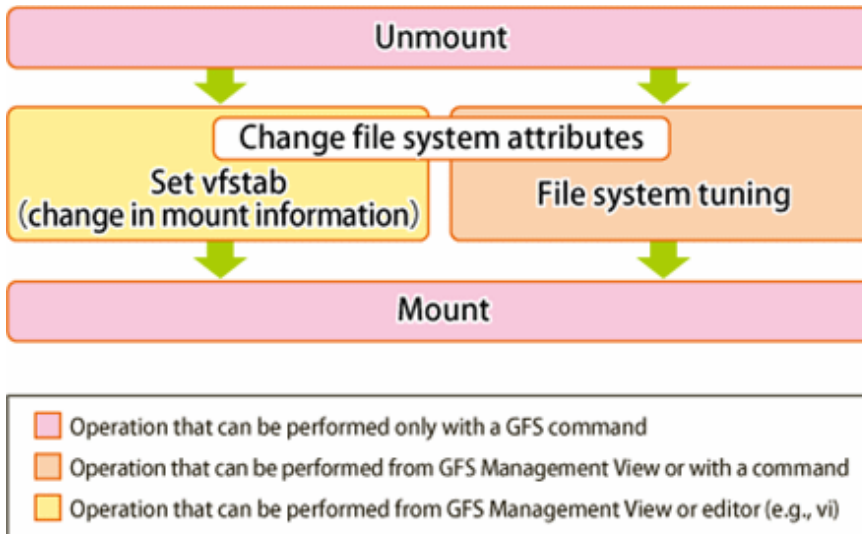 Unmount
Change file system attributes
Set vfstab
(change in mount information)
File system tuning
Mount
Operation that can be performed only with a GFS command
Operation that can be performed from GFS Management View or with a command
Operation that can be performed from GFS Management View or editor (e.g., vi)